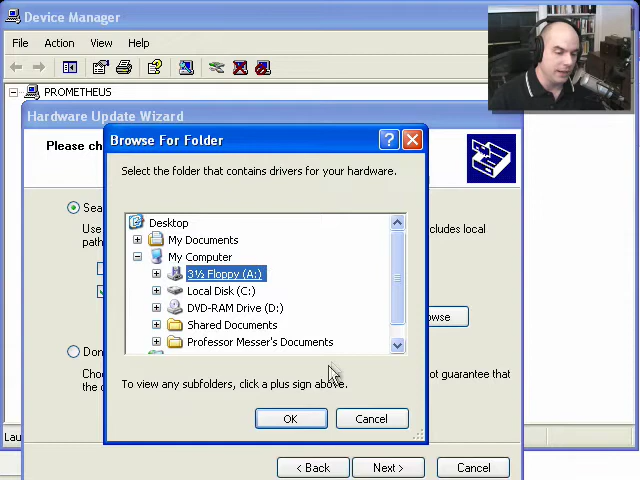 Device Manager
File Action View Help
PROMETHEUS
Hardware Update Wizard
Please ch
Browse For Folder
Select the folder that contains drivers for your hardware.
Desktop
My Documents
My Computer
3½ Floppy (A:)
Local Disk (C:)
DVD-RAM Drive (D:)
Shared Documents
Professor Messer's Documents
To view any subfolders, click a plus sign above.
OK Cancel
Sea
Use cludes local
path
owse
Don
Choo not guarantee that
the d
Lau
< Back Next > Cancel